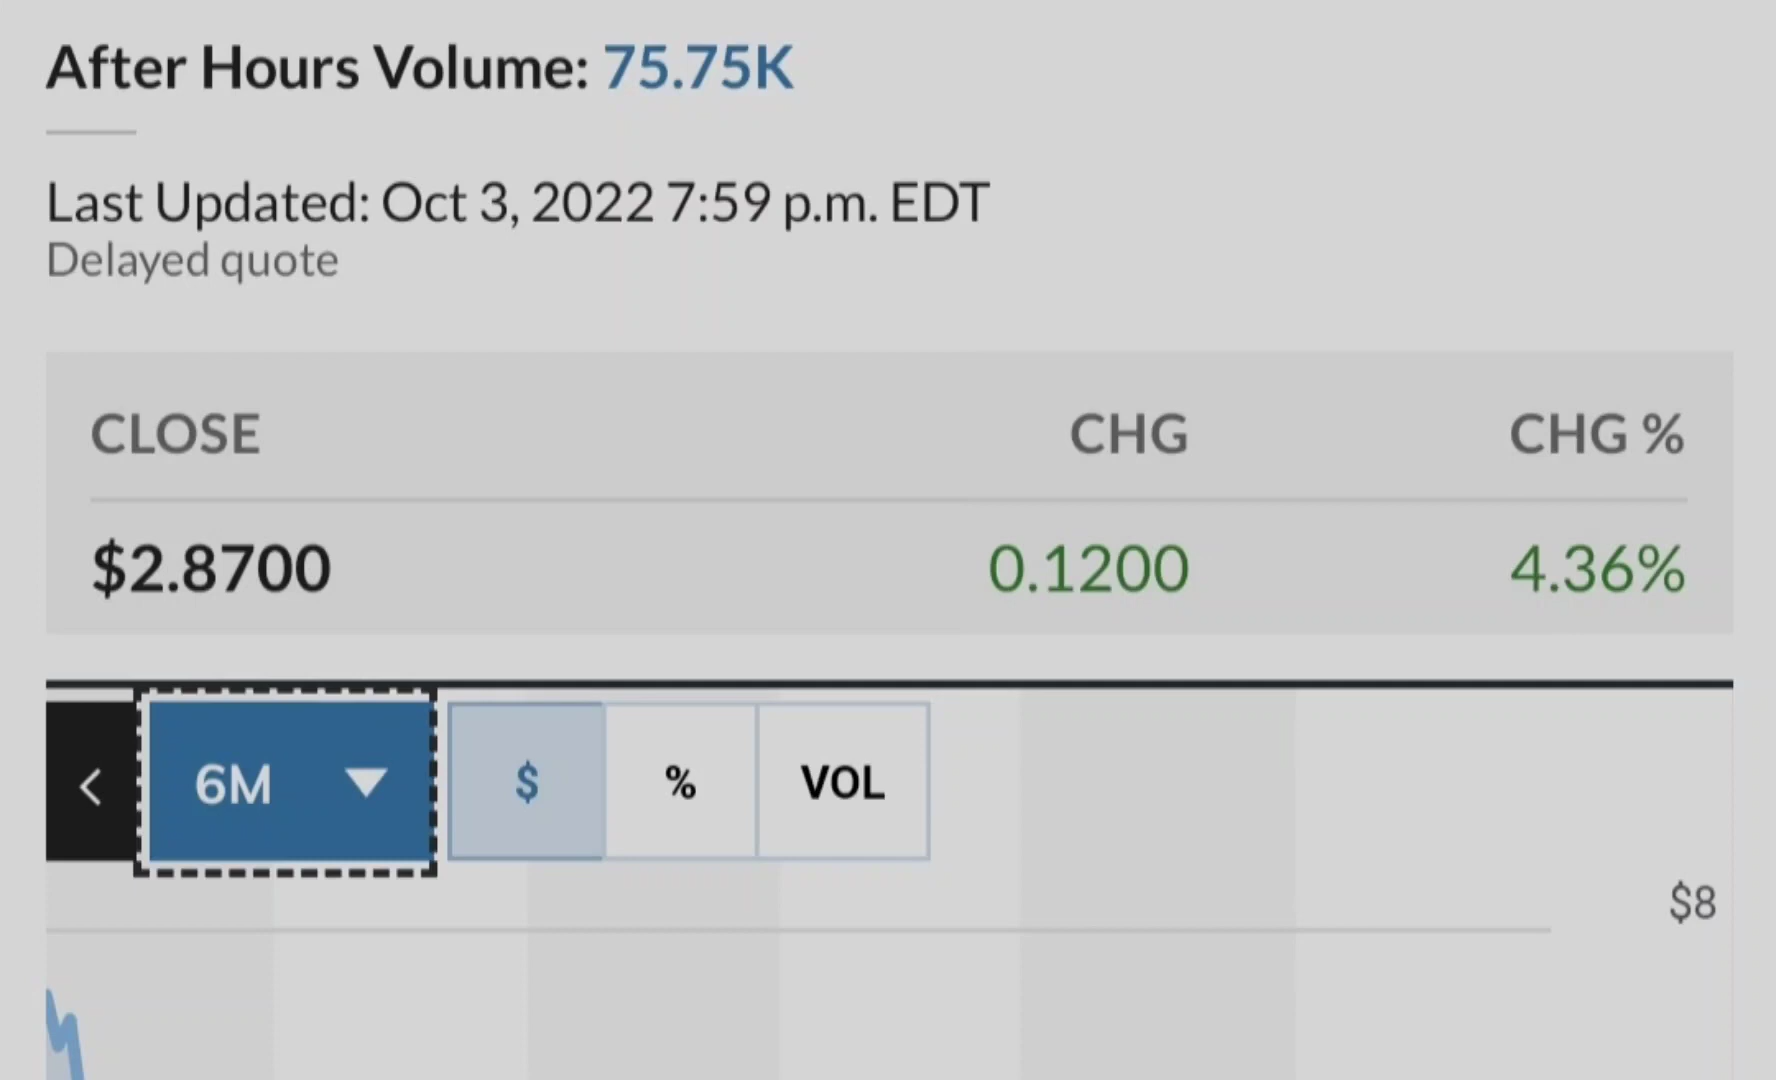 After Hours Volume: 75.75K
Last Updated: Oct 3, 2022 7:59 p.m. EDT
Delayed quote
CLOSE CHG CHG %
$2.8700 0.1200 4.36%
6M $ % VOL
$8